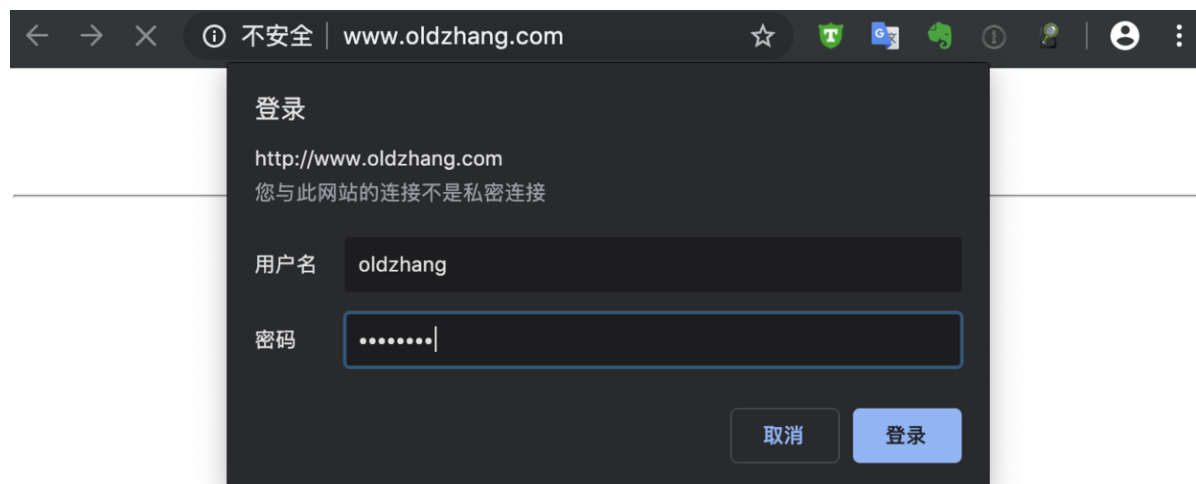 不安全 www.oldzhang.com
登录
http://www.oldzhang.com
您与此网站的连接不是私密连接
用户名 oldzhang
密码 ••••••••
取消 登录